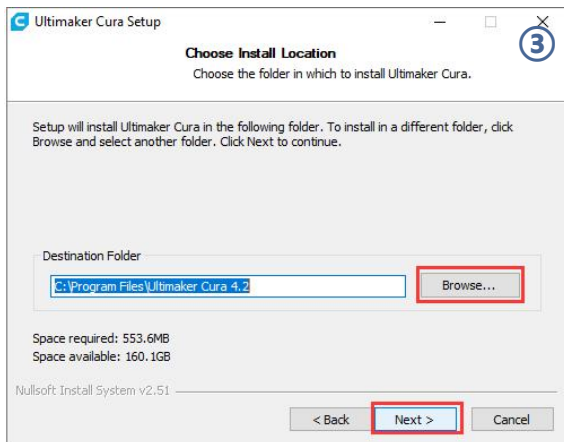 Ultimaker Cura Setup
③
Choose Install Location
Choose the folder in which to install Ultimaker Cura.
Setup will install Ultimaker Cura in the following folder. To install in a different folder, click
Browse and select another folder. Click Next to continue.
Destination Folder
C:\Program Files\Ultimaker Cura 4.2
Browse...
Space required: 553.6MB
Space available: 160.1GB
Nullsoft Install System v2.51
< Back Next > Cancel